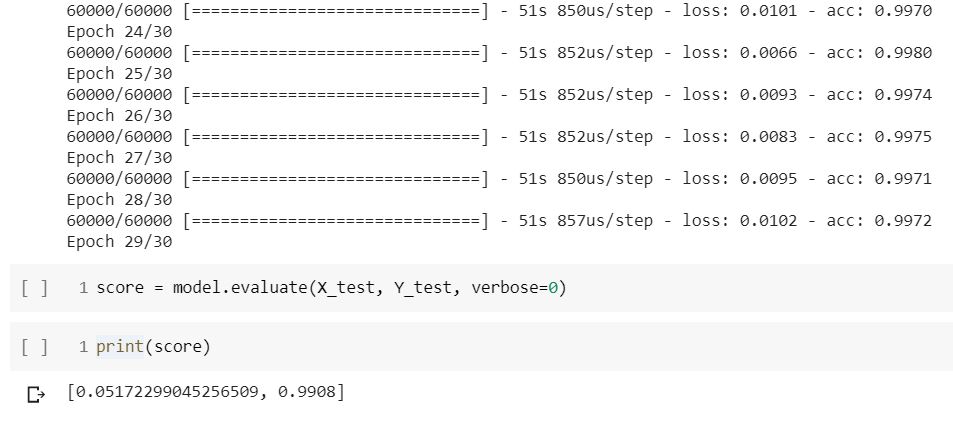 60000/60000 [==============================] - 51s 850us/step - loss: 0.0101 - acc: 0.9970
Epoch 24/30
60000/60000 [==============================] - 51s 852us/step - loss: 0.0066 - acc: 0.9980
Epoch 25/30
60000/60000 [==============================] - 51s 852us/step - loss: 0.0093 - acc: 0.9974
Epoch 26/30
60000/60000 [==============================] - 51s 852us/step - loss: 0.0083 - acc: 0.9975
Epoch 27/30
60000/60000 [==============================] - 51s 850us/step - loss: 0.0095 - acc: 0.9971
Epoch 28/30
60000/60000 [==============================] - 51s 857us/step - loss: 0.0102 - acc: 0.9972
Epoch 29/30
[ ] 1 score = model.evaluate(X_test, Y_test, verbose=0)
[ ] 1 print(score)
[0.05172299045256509, 0.9908]